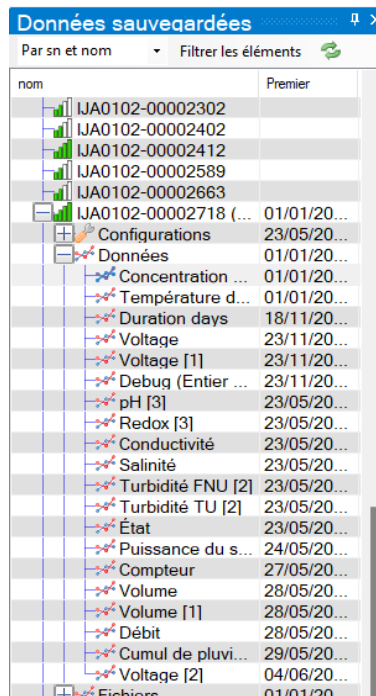 Données sauvegardées
Par sn et nom Filtrer les éléments
nom Premier
IJA0102-00002302
IJA0102-00002402
IJA0102-00002412
IJA0102-00002589
IJA0102-00002663
IJA0102-00002718 (... 01/01/20...
Configurations 23/05/20...
Données 01/01/20...
Concentration ... 01/01/20...
Température d... 01/01/20...
Duration days 18/11/20...
Voltage 23/11/20...
Voltage [1] 23/11/20...
Debug (Entier ... 23/11/20...
pH [3] 23/05/20...
Redox [3] 23/05/20...
Conductivité 23/05/20...
Salinité 23/05/20...
Turbidité FNU [2] 23/05/20...
Turbidité TU [2] 23/05/20...
État 23/05/20...
Puissance du s... 24/05/20...
Compteur 27/05/20...
Volume 28/05/20...
Volume [1] 28/05/20...
Débit 28/05/20...
Cumul de pluvi... 29/05/20...
Voltage [2] 04/06/20...
Fichiers 01/01/20...